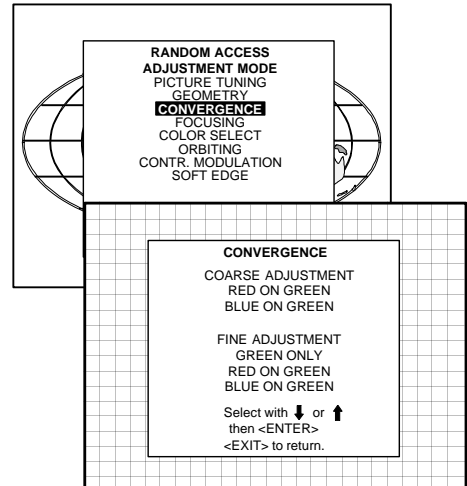 RANDOM ACCESS
ADJUSTMENT MODE
PICTURE TUNING
GEOMETRY
CONVERGENCE
FOCUSING
COLOR SELECT
ORBITING
CONTR. MODULATION
SOFT EDGE
CONVERGENCE
COARSE ADJUSTMENT
RED ON GREEN
BLUE ON GREEN
FINE ADJUSTMENT
GREEN ONLY
RED ON GREEN
BLUE ON GREEN
Select with ⬇ or ⬆
then <ENTER>
<EXIT> to return.